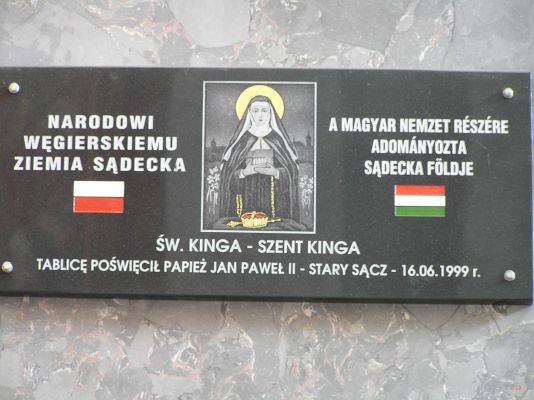 NARODOWI
WĘGIERSKIEMU
ZIEMIA SĄDECKA
A MAGYAR NEMZET RÉSZÉRE
ADOMÁNYOZTA
SĄDECKA FÖLDJE
ŚW. KINGA - SZENT KINGA
TABLICĘ POŚWIĘCIŁ PAPIEŻ JAN PAWEŁ II - STARY SĄCZ - 16.06.1999 r.